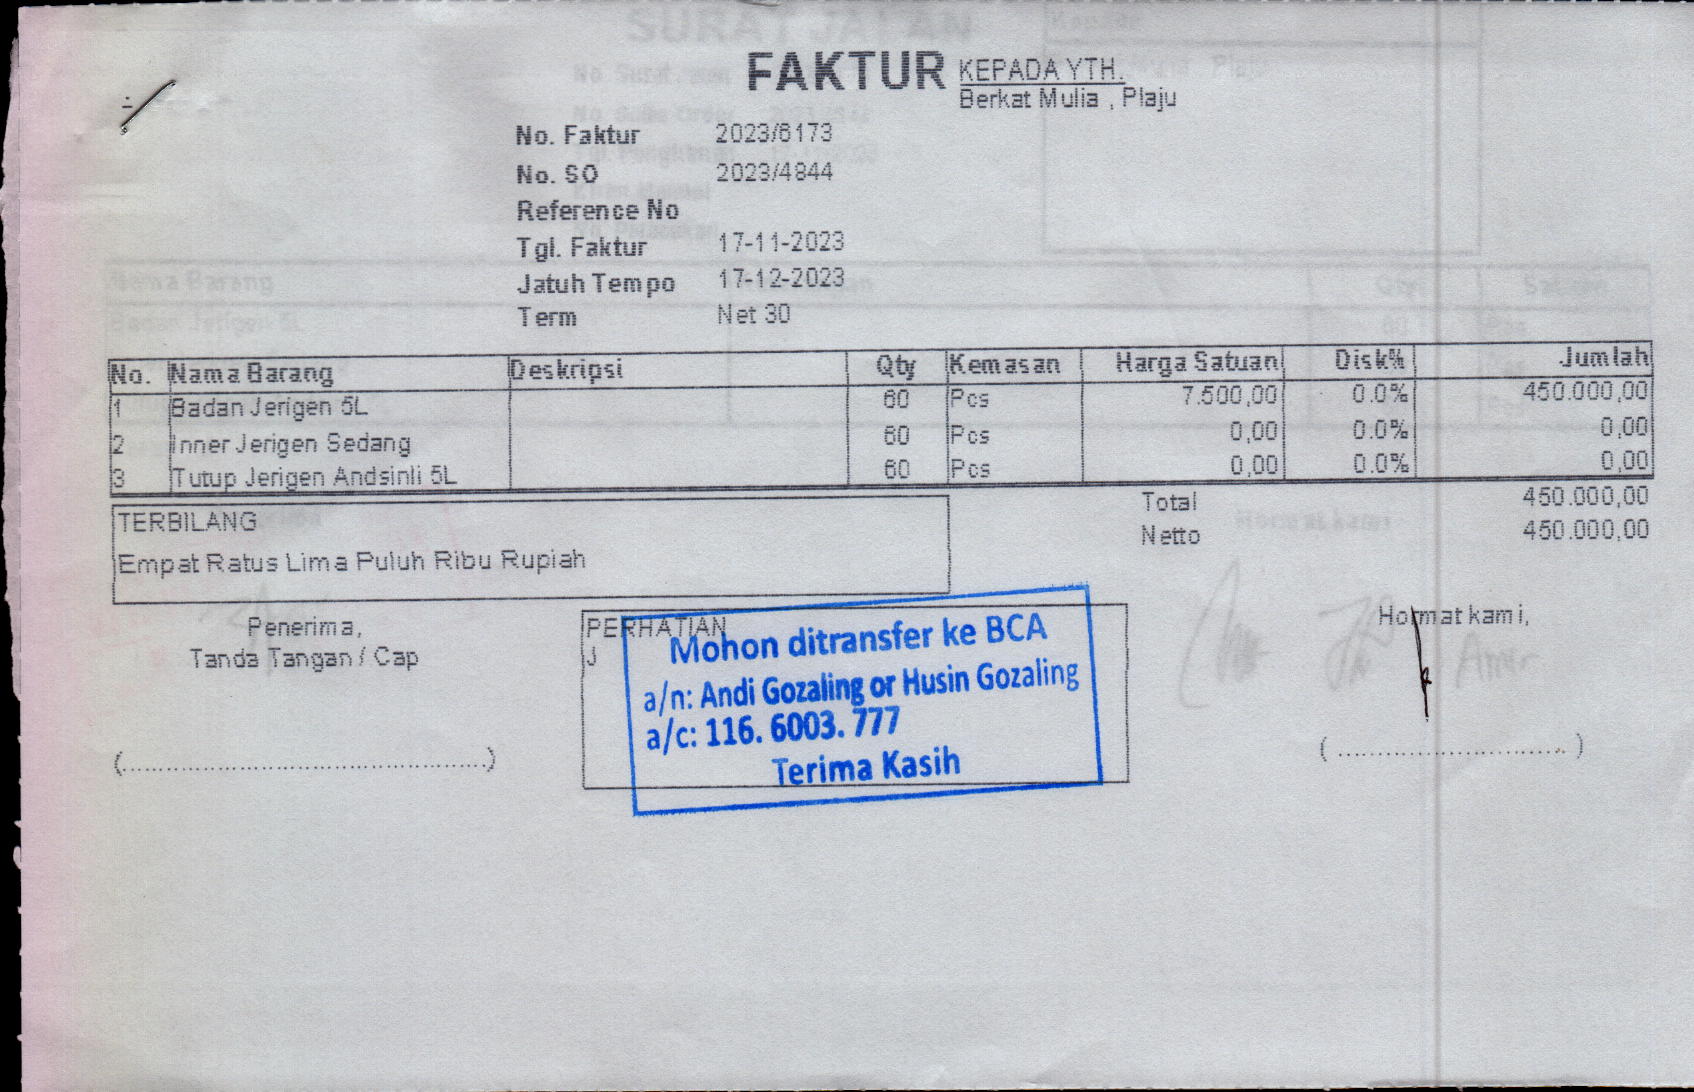 FAKTUR
KEPADA YTH.
Berkat Mulia , Plaju
No. Faktur 2023/6173
No. SO 2023/4844
Reference No
Tgl. Faktur 17-11-2023
Jatuh Tempo 17-12-2023
Term Net 30
No. Nama Barang Deskripsi Qty Kemasan Harga Satuan Disk% Jumlah
1 Badan Jerigen 5L 60 Pcs 7.500,00 0.0% 450.000,00
2 Inner Jerigen Sedang 60 Pcs 0,00 0.0% 0,00
3 Tutup Jerigen Andsinli 5L 60 Pcs 0,00 0.0% 0,00
Total 450.000,00
Netto 450.000,00
TERBILANG
Empat Ratus Lima Puluh Ribu Rupiah
Penerima,
Tanda Tangan / Cap
(................................................)
PERHATIAN
J
Mohon ditransfer ke BCA
a/n: Andi Gozaling or Husin Gozaling
a/c: 116. 6003. 777
Terima Kasih
Hormat kami,
( ............................. )